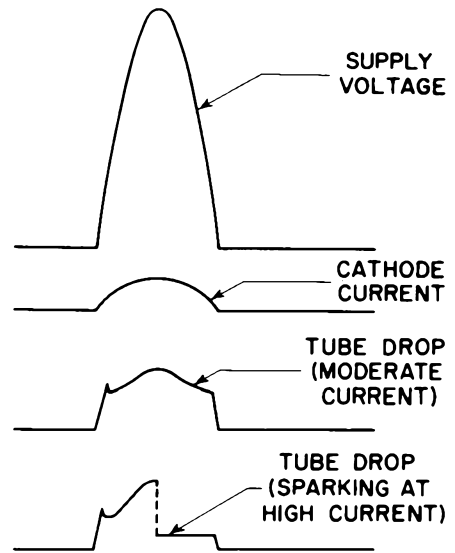 SUPPLY
VOLTAGE
CATHODE
CURRENT
TUBE DROP
(MODERATE
CURRENT)
TUBE DROP
(SPARKING AT
HIGH CURRENT)